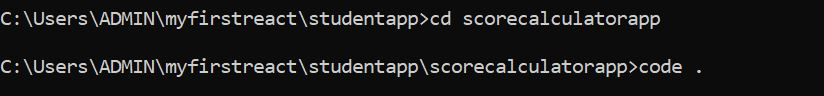 C:\Users\ADMIN\myfirstreact\studentapp>cd scorecalculatorapp
C:\Users\ADMIN\myfirstreact\studentapp\scorecalculatorapp>code .